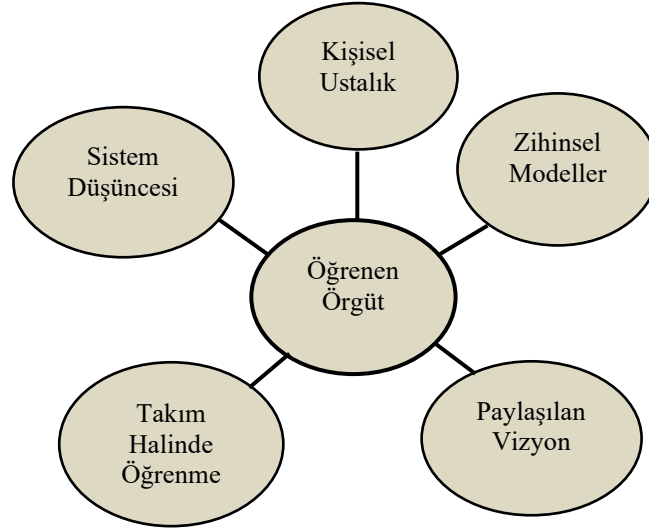 Kişisel
Ustalık
Sistem
Düşüncesi
Zihinsel
Modeller
Öğrenen
Örgüt
Takım
Halinde
Öğrenme
Paylaşılan
Vizyon